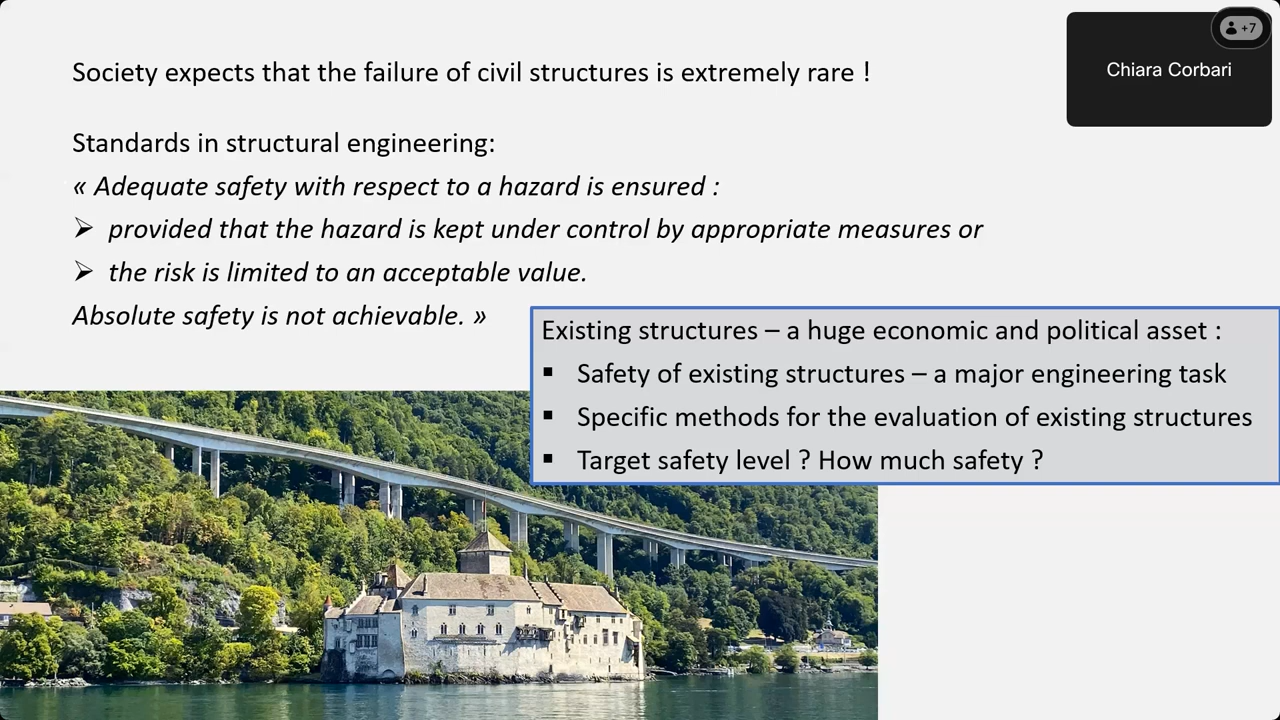 Society expects that the failure of civil structures is extremely rare !
Standards in structural engineering:
« Adequate safety with respect to a hazard is ensured :
➢ provided that the hazard is kept under control by appropriate measures or
➢ the risk is limited to an acceptable value.
Absolute safety is not achievable. »
Existing structures – a huge economic and political asset :
▪ Safety of existing structures – a major engineering task
▪ Specific methods for the evaluation of existing structures
▪ Target safety level ? How much safety ?
+7
Chiara Corbari